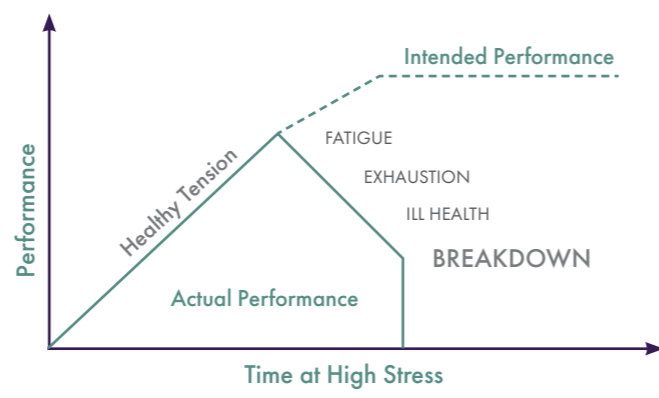 Intended Performance
FATIGUE
Healthy Tension
EXHAUSTION
ILL HEALTH
Performance
BREAKDOWN
Actual Performance
Time at High Stress